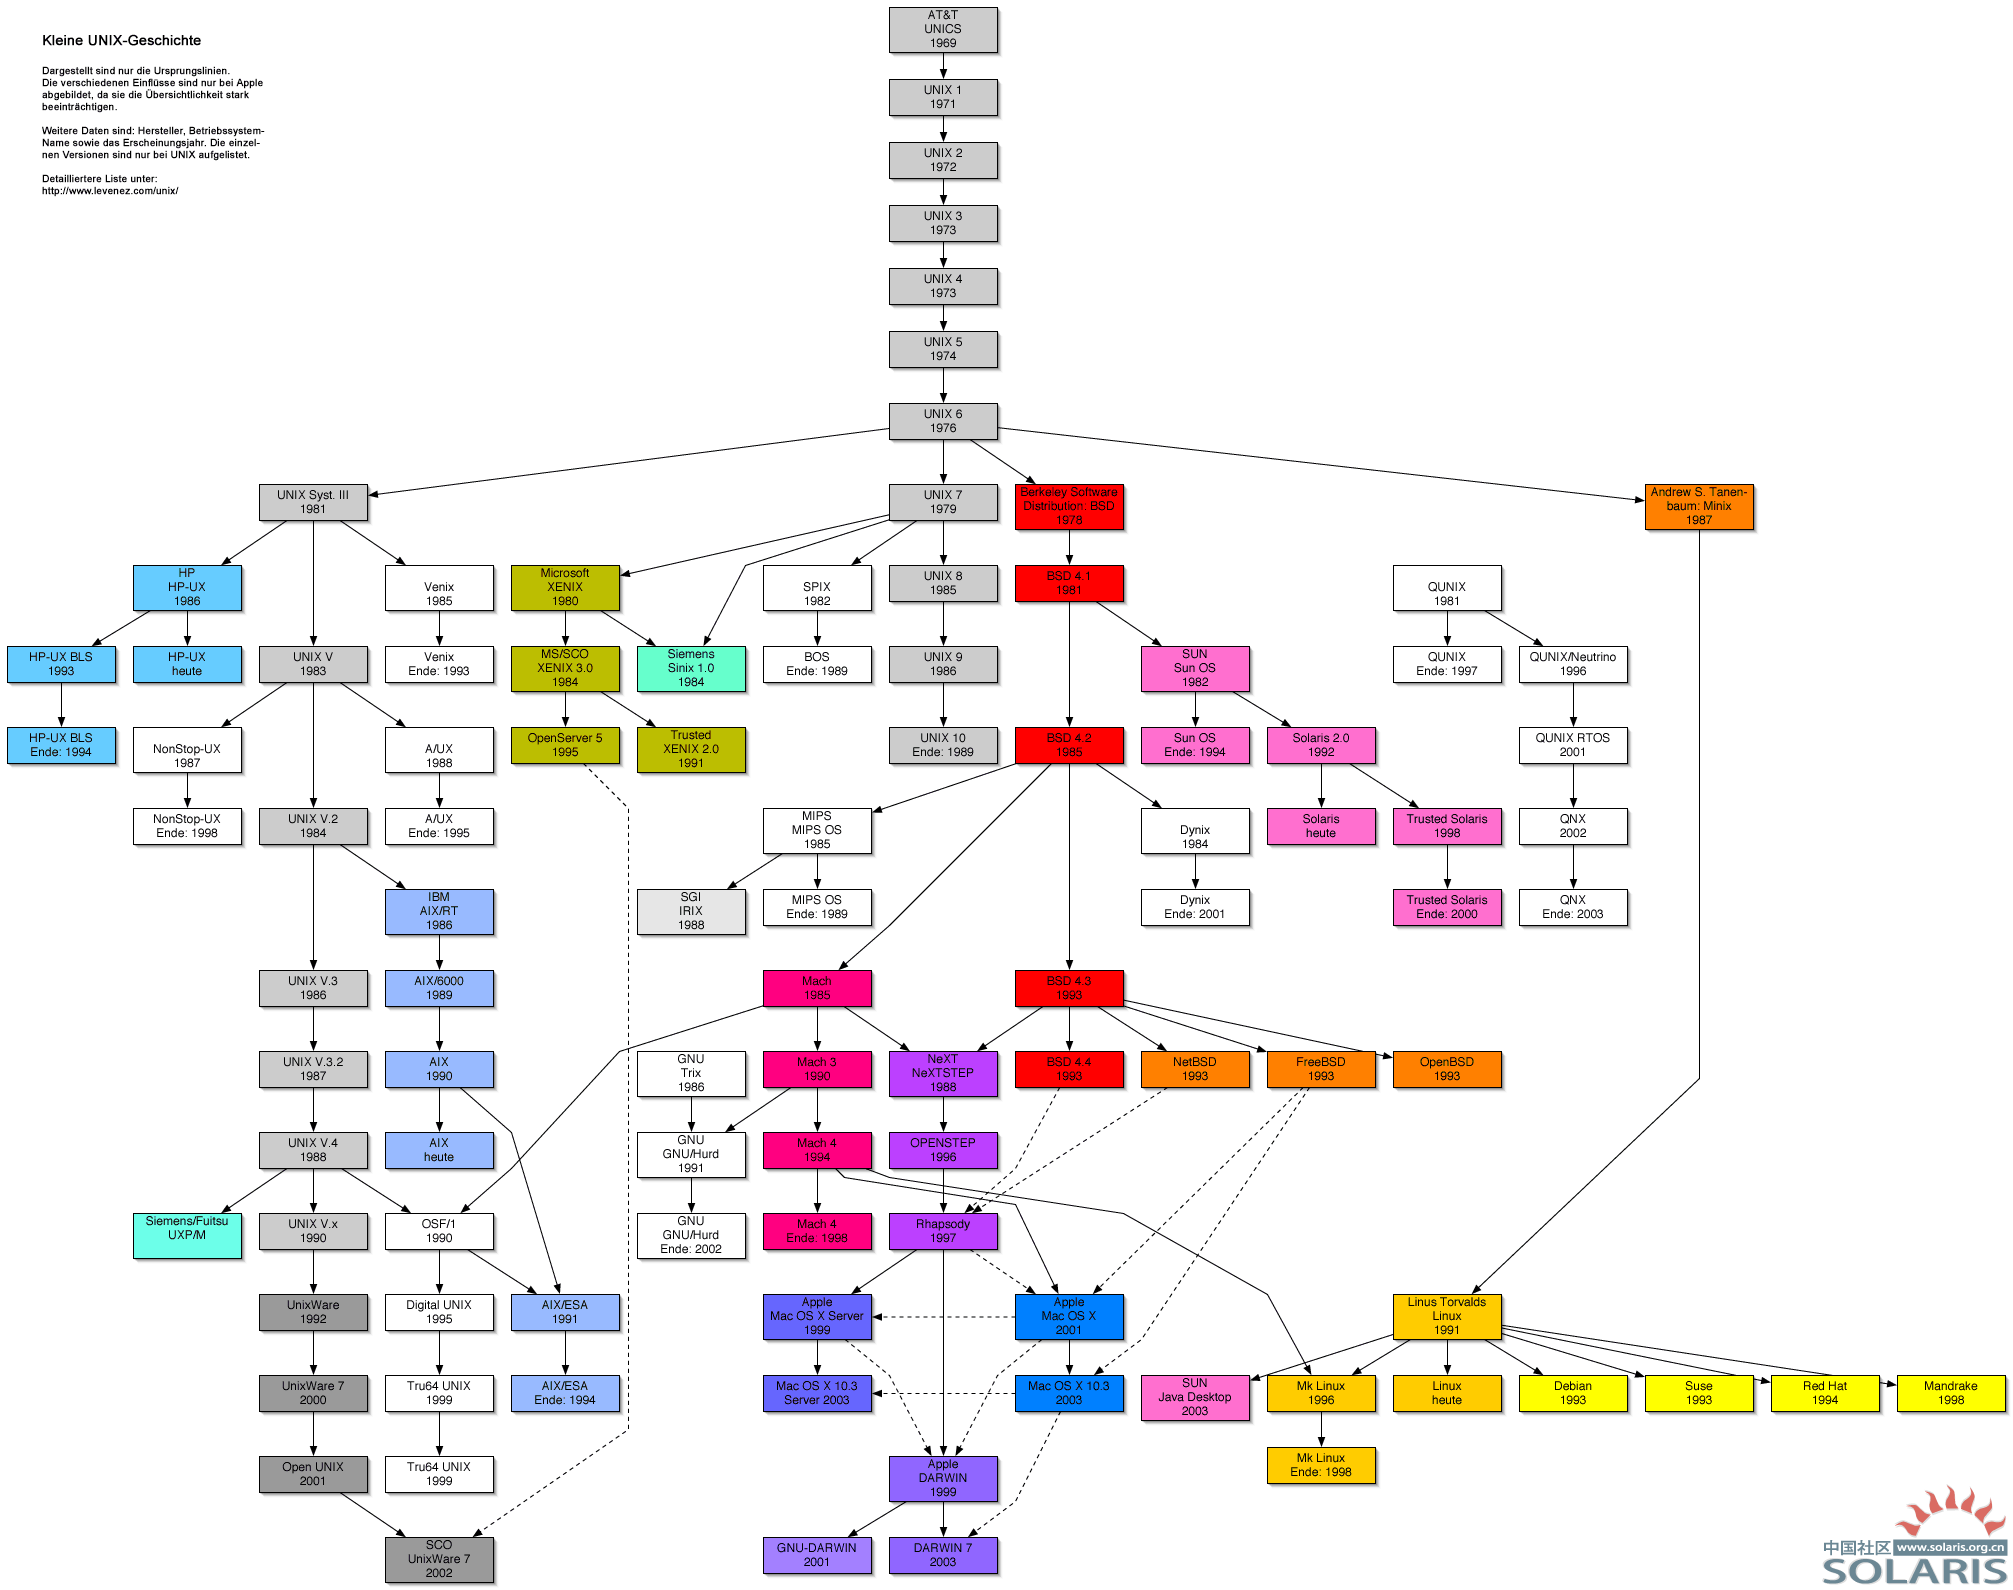 Kleine UNIX-Geschichte
Dargestellt sind nur die Ursprungslinien.
Die verschiedenen Einflüsse sind nur bei Apple
abgebildet, da sie die Übersichtlichkeit stark
beeinträchtigen.
Weitere Daten sind: Hersteller, Betriebssystem-
Name sowie das Erscheinungsjahr. Die einzel-
nen Versionen sind nur bei UNIX aufgelistet.
Detailliertere Liste unter:
http://www.levenez.com/unix/
AT&T
UNICS
1969
UNIX 1
1971
UNIX 2
1972
UNIX 3
1973
UNIX 4
1973
UNIX 5
1974
UNIX 6
1976
UNIX Syst. III
1981
UNIX 7
1979
Berkeley Software
Distribution: BSD
1978
Andrew S. Tanen-
baum: Minix
1987
HP
HP-UX
1986
Venix
1985
Microsoft
XENIX
1980
SPIX
1982
UNIX 8
1985
BSD 4.1
1981
QUNIX
1981
HP-UX BLS
1993
HP-UX
heute
UNIX V
1983
Venix
Ende: 1993
MS/SCO
XENIX 3.0
1984
Siemens
Sinix 1.0
1984
BOS
Ende: 1989
UNIX 9
1986
SUN
Sun OS
1982
QUNIX
Ende: 1997
QUNIX/Neutrino
1996
HP-UX BLS
Ende: 1994
NonStop-UX
1987
A/UX
1988
OpenServer 5
1995
Trusted
XENIX 2.0
1991
UNIX 10
Ende: 1989
BSD 4.2
1985
Sun OS
Ende: 1994
Solaris 2.0
1992
QUNIX RTOS
2001
NonStop-UX
Ende: 1998
UNIX V.2
1984
A/UX
Ende: 1995
MIPS
MIPS OS
1985
Dynix
1984
Solaris
heute
Trusted Solaris
1998
QNX
2002
IBM
AIX/RT
1986
SGI
IRIX
1988
MIPS OS
Ende: 1989
Dynix
Ende: 2001
Trusted Solaris
Ende: 2000
QNX
Ende: 2003
UNIX V.3
1986
AIX/6000
1989
Mach
1985
BSD 4.3
1993
UNIX V.3.2
1987
AIX
1990
GNU
Trix
1986
Mach 3
1990
NeXT
NeXTSTEP
1988
BSD 4.4
1993
NetBSD
1993
FreeBSD
1993
OpenBSD
1993
UNIX V.4
1988
AIX
heute
GNU
GNU/Hurd
1991
Mach 4
1994
OPENSTEP
1996
Siemens/Fuitsu
UXP/M
UNIX V.x
1990
OSF/1
1990
GNU
GNU/Hurd
Ende: 2002
Mach 4
Ende: 1998
Rhapsody
1997
UnixWare
1992
Digital UNIX
1995
AIX/ESA
1991
Apple
Mac OS X Server
1999
Apple
Mac OS X
2001
Linus Torvalds
Linux
1991
UnixWare 7
2000
Tru64 UNIX
1999
AIX/ESA
Ende: 1994
Mac OS X 10.3
Server 2003
Mac OS X 10.3
2003
SUN
Java Desktop
2003
Mk Linux
1996
Linux
heute
Debian
1993
Suse
1993
Red Hat
1994
Mandrake
1998
Open UNIX
2001
Tru64 UNIX
1999
Apple
DARWIN
1999
Mk Linux
Ende: 1998
SCO
UnixWare 7
2002
GNU-DARWIN
2001
DARWIN 7
2003
中国社区 www.solaris.org.cn
SOLARIS